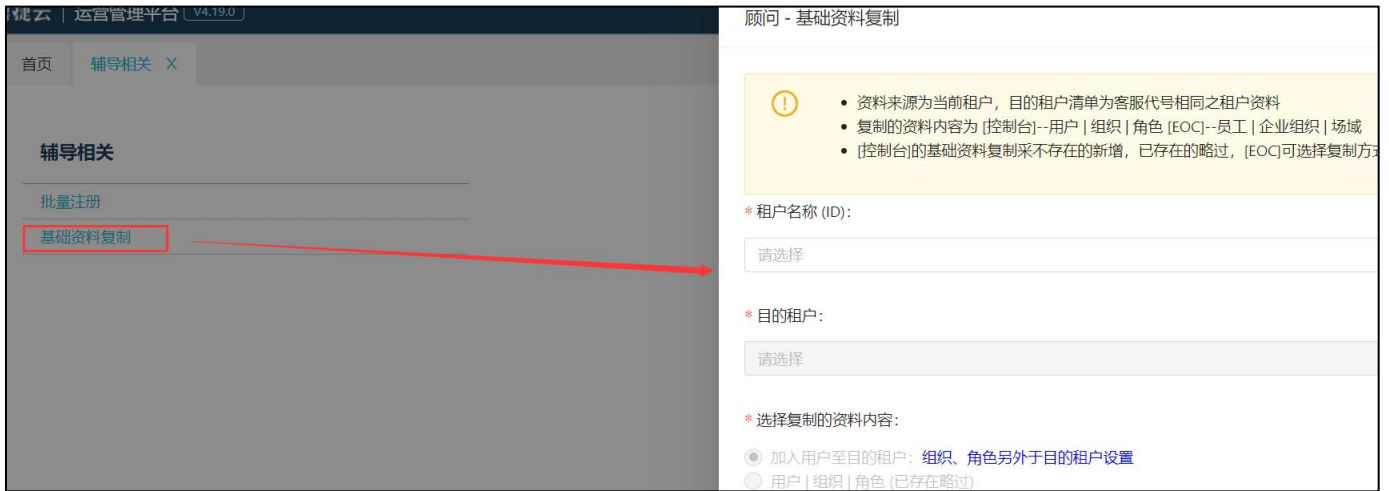 捷云 | 运营管理平台 V4.19.0
首页
辅导相关 X
辅导相关
批量注册
基础资料复制
顾问 - 基础资料复制
• 资料来源为当前租户，目的租户清单为客服代号相同之租户资料
• 复制的资料内容为 [控制台]--用户 | 组织 | 角色 [EOC]--员工 | 企业组织 | 场域
• [控制台]的基础资料复制采不存在的新增，已存在的略过，[EOC]可选择复制方
* 租户名称 (ID)：
请选择
* 目的租户：
请选择
* 选择复制的资料内容：
加入用户至目的租户：组织、角色另外于目的租户设置
用户 | 组织 | 角色 (已存在略过)